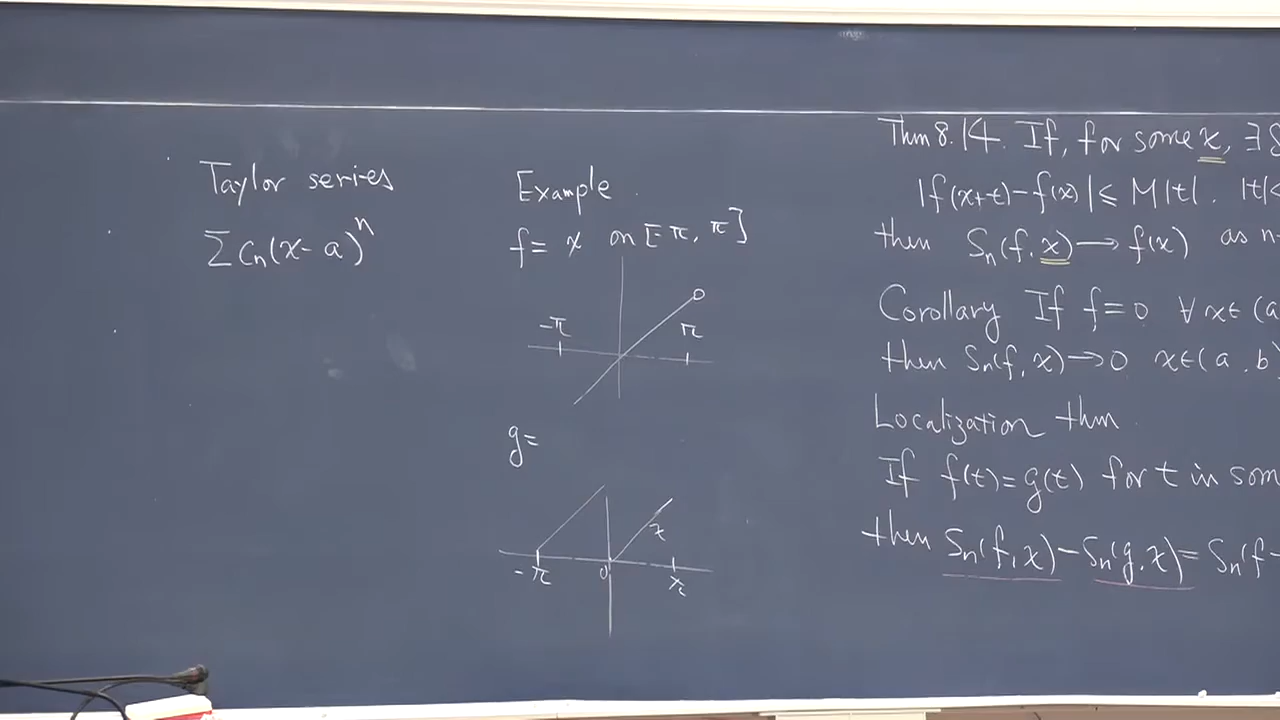 Taylor series
∑ Cn(x-a)^n
Example
f = x on [-π, π]
-π
π
g =
-π
0
π
x
Thm 8.14. If, for some x, ∃ δ
|f(x+t)-f(x)| ≤ M|t|. |t|<
then Sn(f, x) → f(x) as n
Corollary If f=0 ∀x∈(a
then Sn(f, x)→0 x∈(a, b)
Localization thm
If f(t)=g(t) for t in som
then Sn(f, x)-Sn(g, x)=Sn(f-